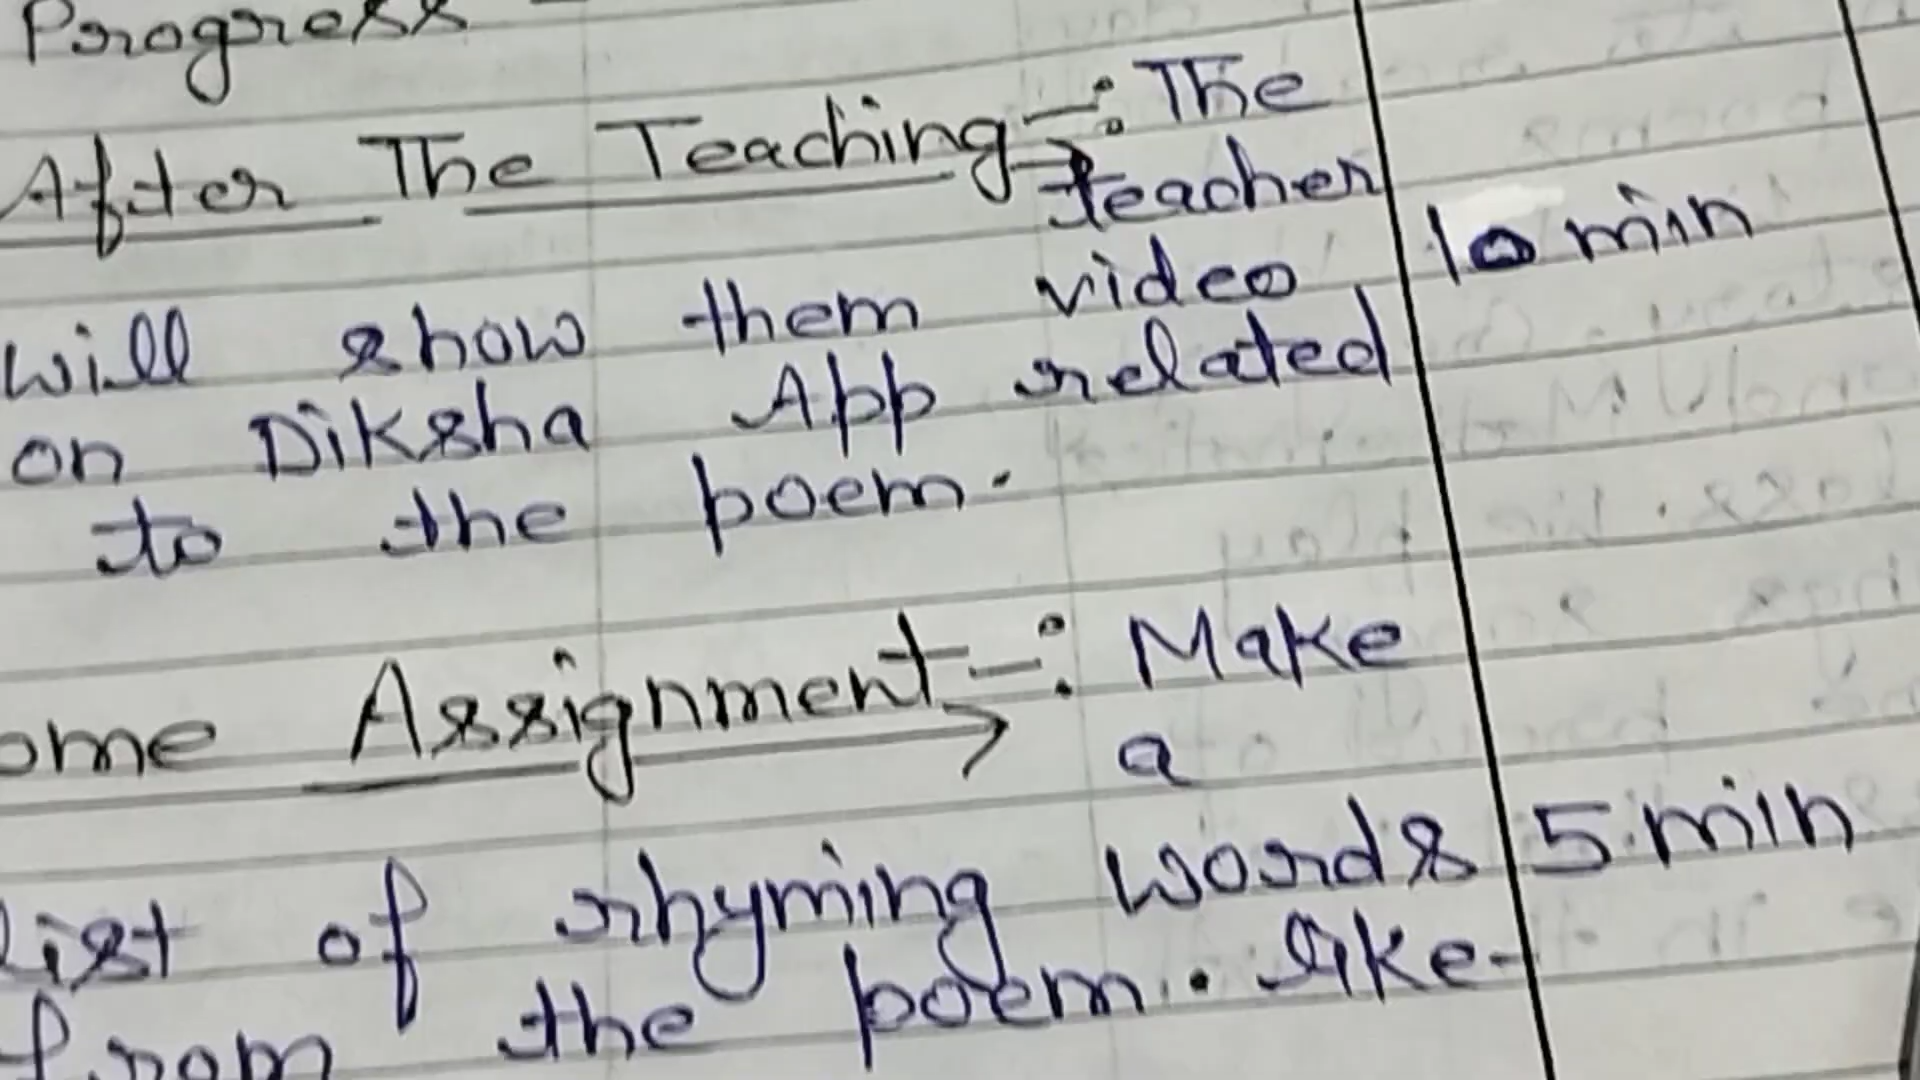 Progress
After The Teaching -: The
teacher
will show them video 10 min
on Diksha App related
to the poem.
ome Assignment -: Make
a
list of rhyming words 5 min
from the poem. like-